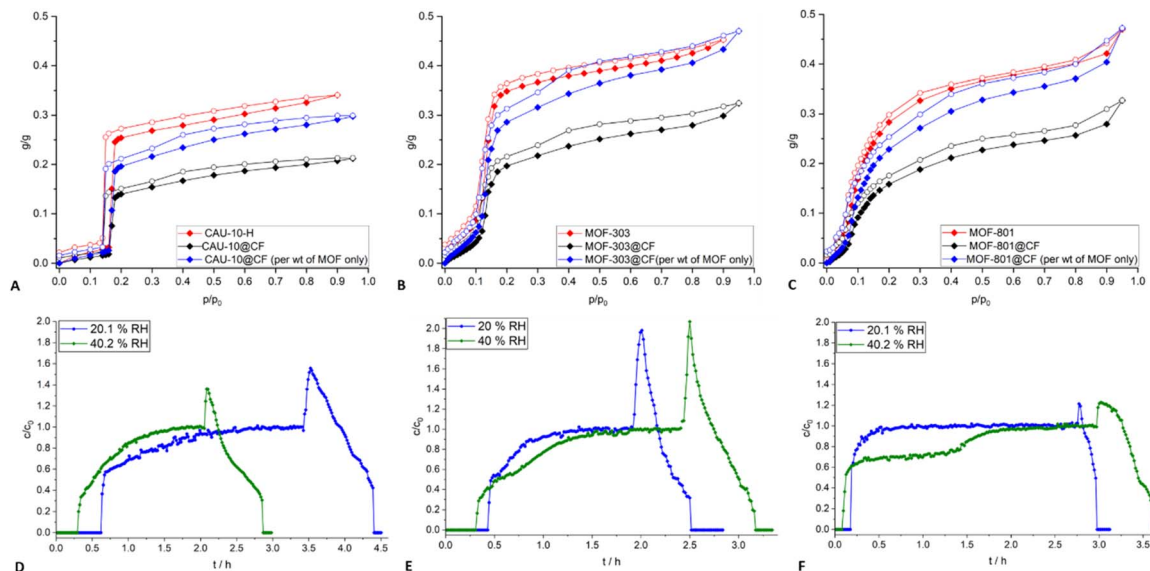 g/g
0.5
0.4
0.3
0.2
0.1
0.0
CAU-10-H
CAU-10@CF
CAU-10@CF (per wt of MOF only)
0.0 0.1 0.2 0.3 0.4 0.5 0.6 0.7 0.8 0.9 1.0
A
p/p0
g/g
0.5
0.4
0.3
0.2
0.1
0.0
MOF-303
MOF-303@CF
MOF-303@CF(per wt of MOF only)
0.0 0.1 0.2 0.3 0.4 0.5 0.6 0.7 0.8 0.9 1.0
B
p/p0
g/g
0.5
0.4
0.3
0.2
0.1
0.0
MOF-801
MOF-801@CF
MOF-801@CF (per wt of MOF only)
0.0 0.1 0.2 0.3 0.4 0.5 0.6 0.7 0.8 0.9 1.0
C
p/p0
c/c0
2.0
1.8
1.6
1.4
1.2
1.0
0.8
0.6
0.4
0.2
0.0
20.1 % RH
40.2 % RH
0.0 0.5 1.0 1.5 2.0 2.5 3.0 3.5 4.0 4.5
D
t / h
c/c0
2.0
1.8
1.6
1.4
1.2
1.0
0.8
0.6
0.4
0.2
0.0
20 % RH
40 % RH
0.0 0.5 1.0 1.5 2.0 2.5 3.0
E
t / h
c/c0
2.0
1.8
1.6
1.4
1.2
1.0
0.8
0.6
0.4
0.2
0.0
20.1 % RH
40.2 % RH
0.0 0.5 1.0 1.5 2.0 2.5 3.0 3.5
F
t / h